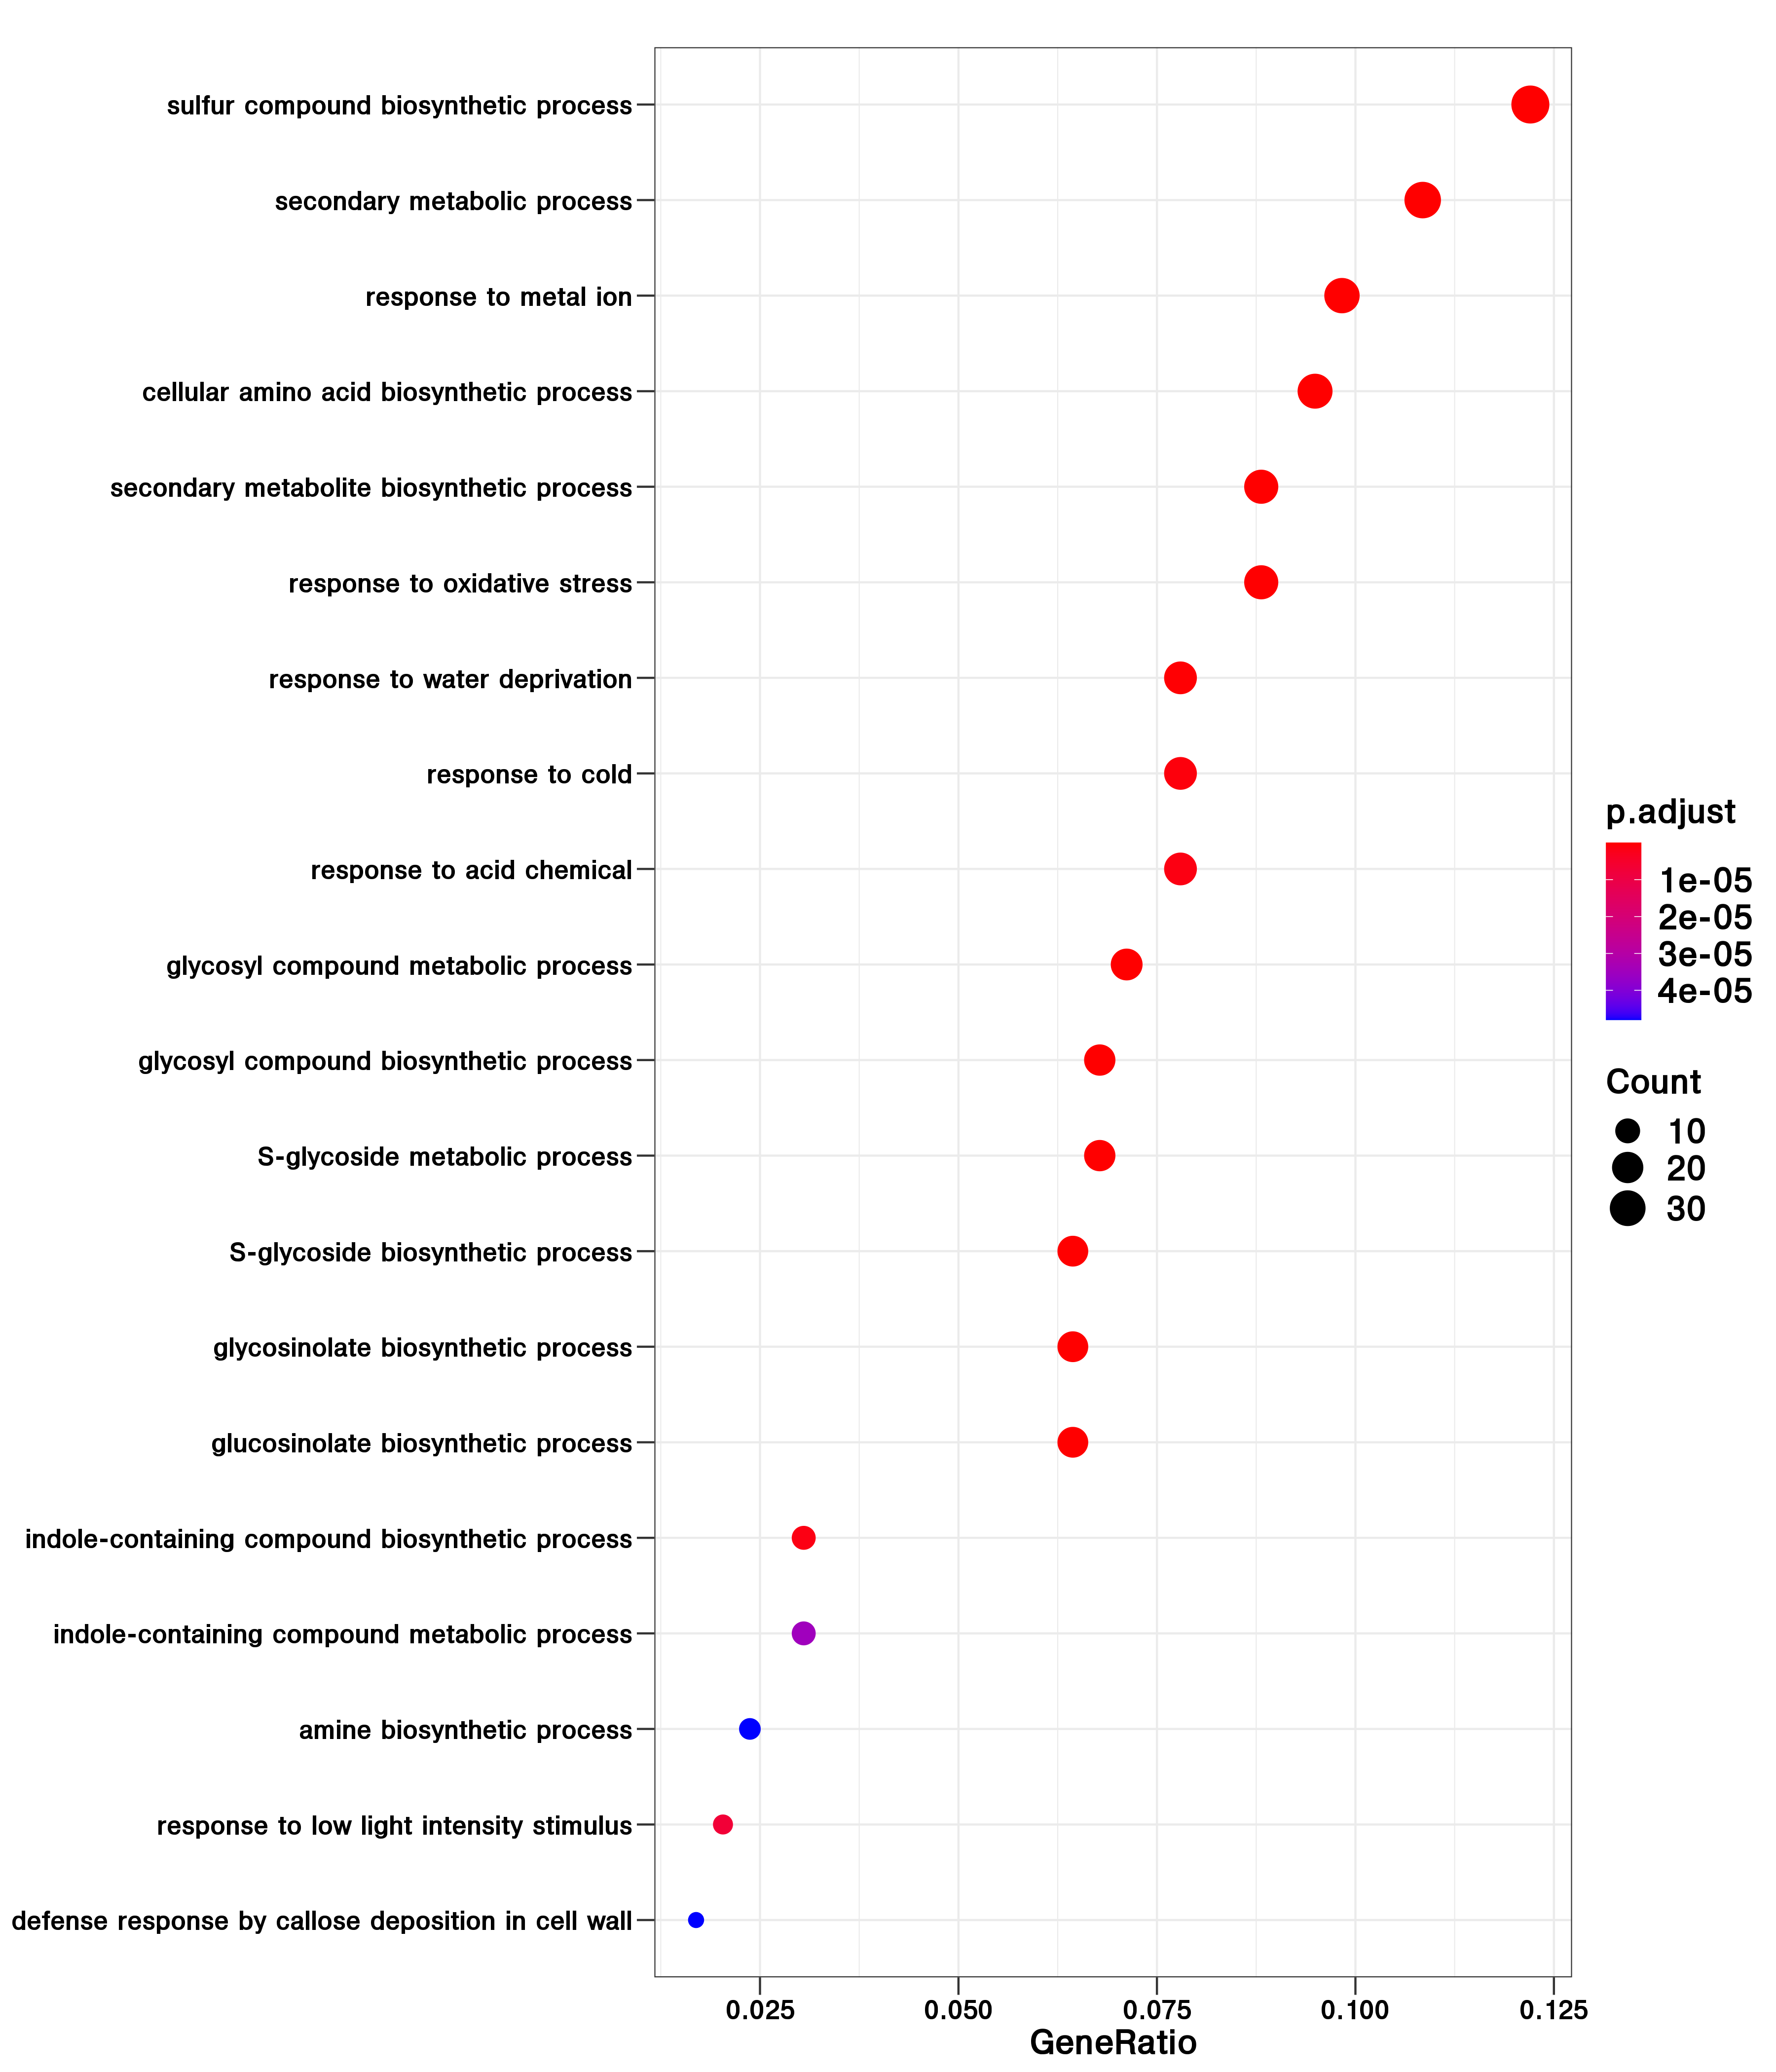 sulfur compound biosynthetic process
secondary metabolic process
response to metal ion
cellular amino acid biosynthetic process
secondary metabolite biosynthetic process
response to oxidative stress
response to water deprivation
response to cold
response to acid chemical
glycosyl compound metabolic process
glycosyl compound biosynthetic process
S-glycoside metabolic process
S-glycoside biosynthetic process
glycosinolate biosynthetic process
glucosinolate biosynthetic process
indole-containing compound biosynthetic process
indole-containing compound metabolic process
amine biosynthetic process
response to low light intensity stimulus
defense response by callose deposition in cell wall
0.025 0.050 0.075 0.100 0.125
GeneRatio
p.adjust
1e-05
2e-05
3e-05
4e-05
Count
10
20
30